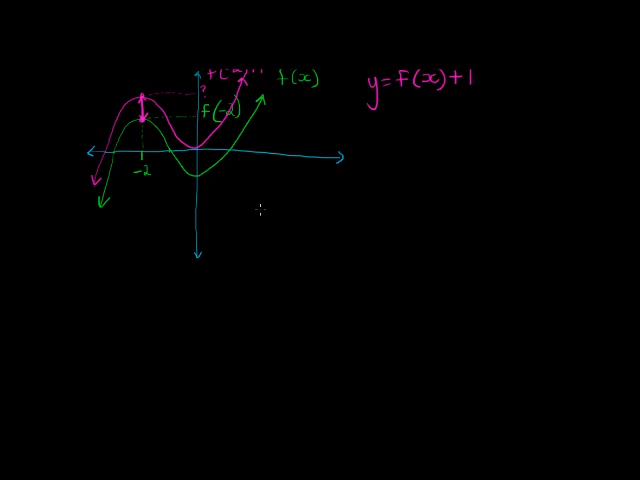 f(x)
y=f(x)+1
?
f(-2)
-2